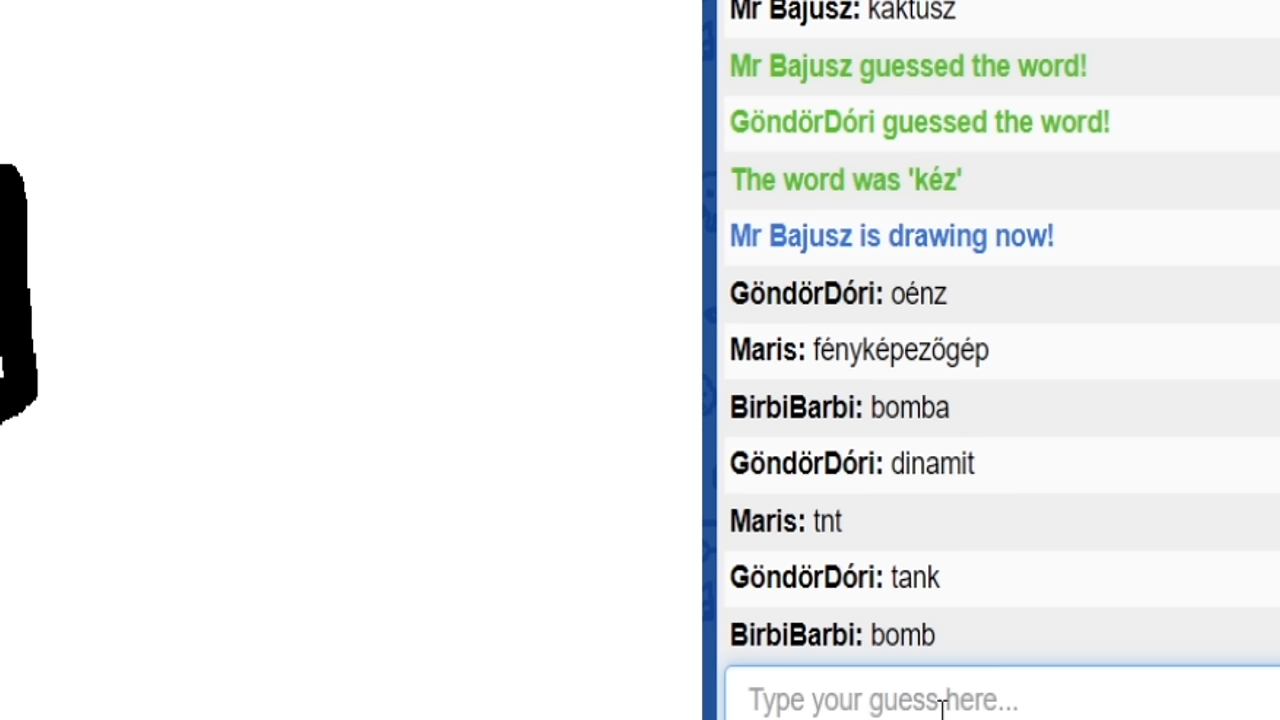 Mr Bajusz: kaktusz
Mr Bajusz guessed the word!
GöndörDóri guessed the word!
The word was 'kéz'
Mr Bajusz is drawing now!
GöndörDóri: oénz
Maris: fényképezőgép
BirbiBarbi: bomba
GöndörDóri: dinamit
Maris: tnt
GöndörDóri: tank
BirbiBarbi: bomb
Type your guess here...